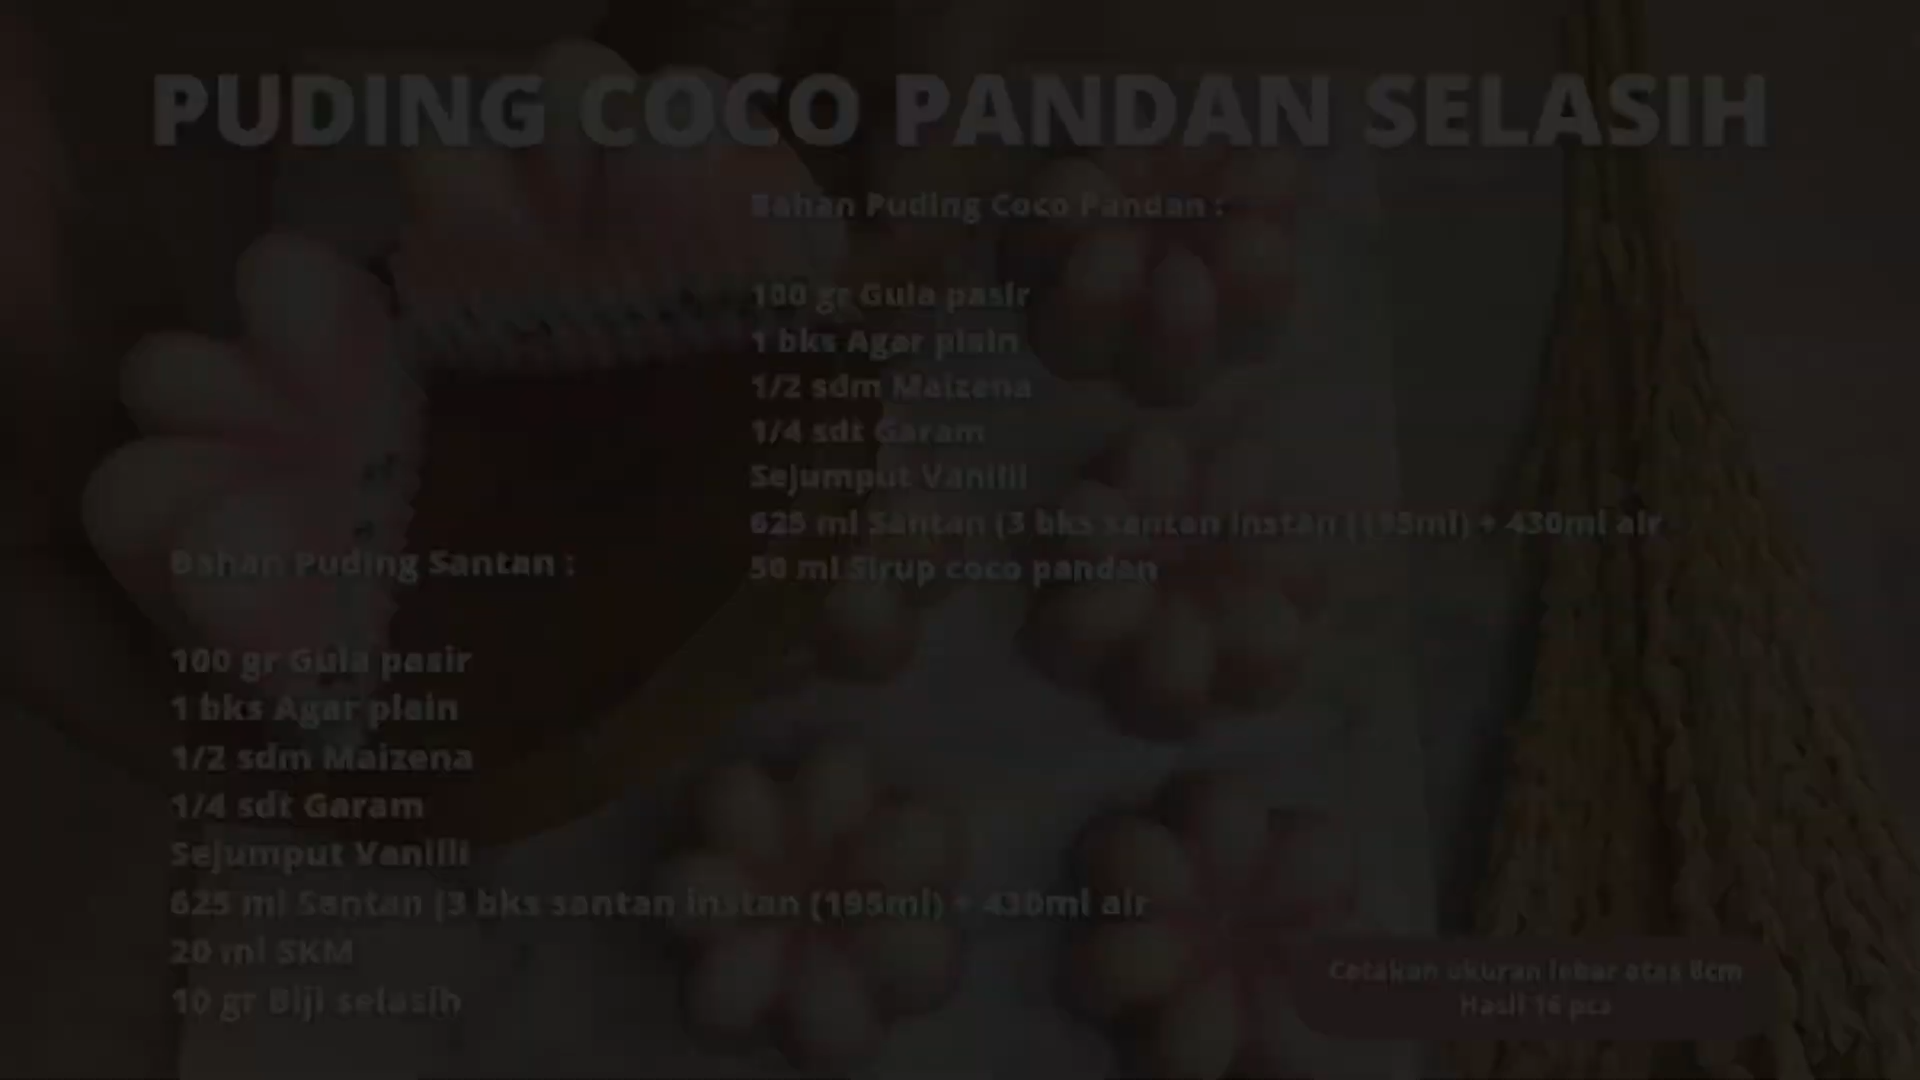 PUDING COCO PANDAN SELASIH
Bahan Puding Coco Pandan :
100 gr Gula pasir
1 bks Agar plain
1/2 sdm Maizena
1/4 sdt Garam
Sejumput Vanilli
625 ml Santan (3 bks santan instan + 430ml air
50 ml Sirup coco pandan
Bahan Puding Santan :
100 gr Gula pasir
1 bks Agar plain
1/2 sdm Maizena
1/4 sdt Garam
Sejumput Vanilli
625 ml Santan (3 bks santan instan (195ml) + 430ml air
20 ml SKM
10 gr Biji selasih
Cetakan ukuran lebar atas 8cm
Hasil 16 pcs